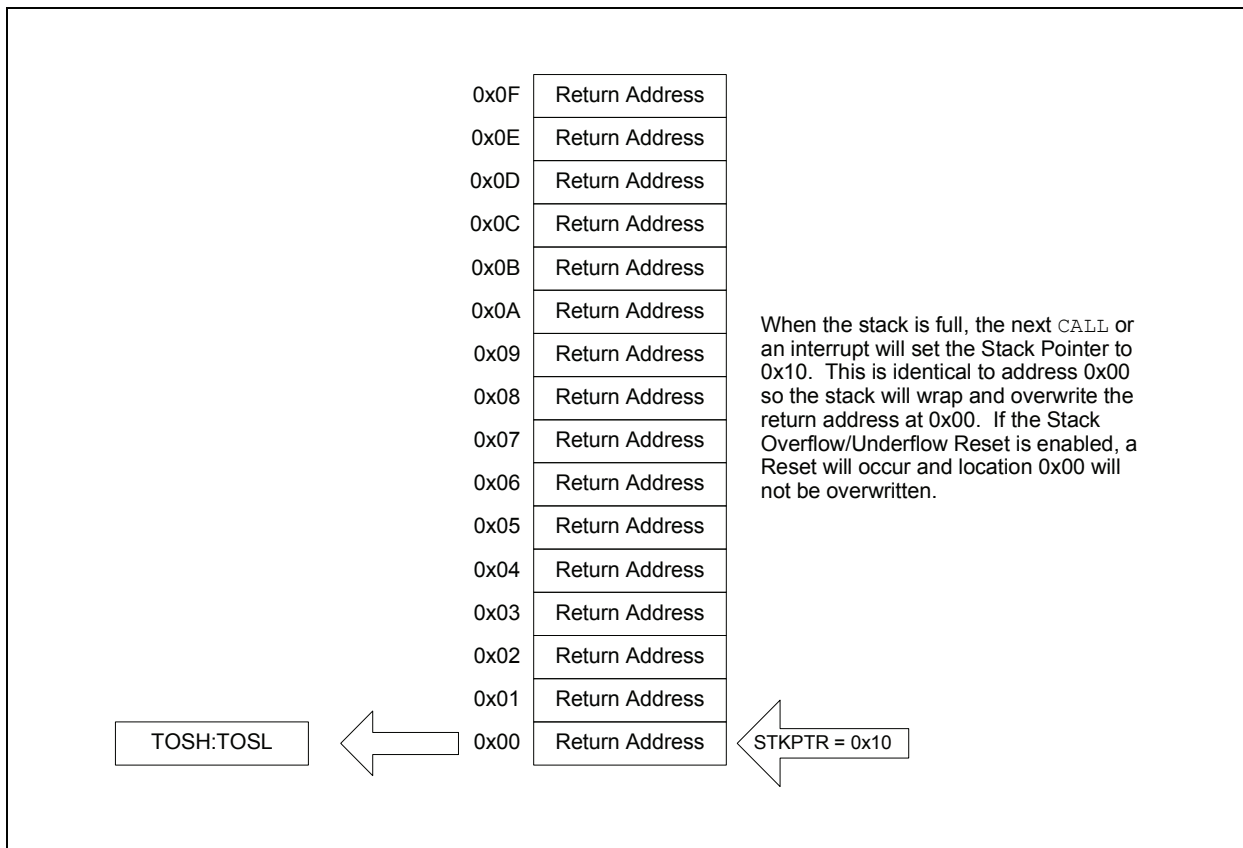 0x0F Return Address
0x0E Return Address
0x0D Return Address
0x0C Return Address
0x0B Return Address
0x0A Return Address
0x09 Return Address
0x08 Return Address
0x07 Return Address
0x06 Return Address
0x05 Return Address
0x04 Return Address
0x03 Return Address
0x02 Return Address
0x01 Return Address
TOSH:TOSL 0x00 Return Address STKPTR = 0x10
When the stack is full, the next CALL or
an interrupt will set the Stack Pointer to
0x10. This is identical to address 0x00
so the stack will wrap and overwrite the
return address at 0x00. If the Stack
Overflow/Underflow Reset is enabled, a
Reset will occur and location 0x00 will
not be overwritten.